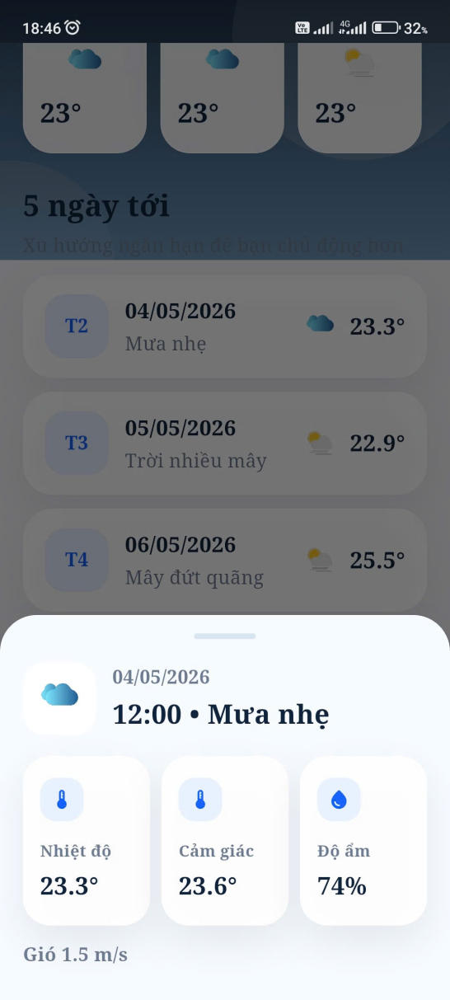 18:46
Vo LTE 4G 32%
23° 23° 23°
5 ngày tới
Xu hướng ngắn hạn để bạn chủ động hơn
T2
04/05/2026
Mưa nhẹ
23.3°
T3
05/05/2026
Trời nhiều mây
22.9°
T4
06/05/2026
Mây đứt quãng
25.5°
04/05/2026
12:00 • Mưa nhẹ
Nhiệt độ
23.3°
Cảm giác
23.6°
Độ ẩm
74%
Gió 1.5 m/s